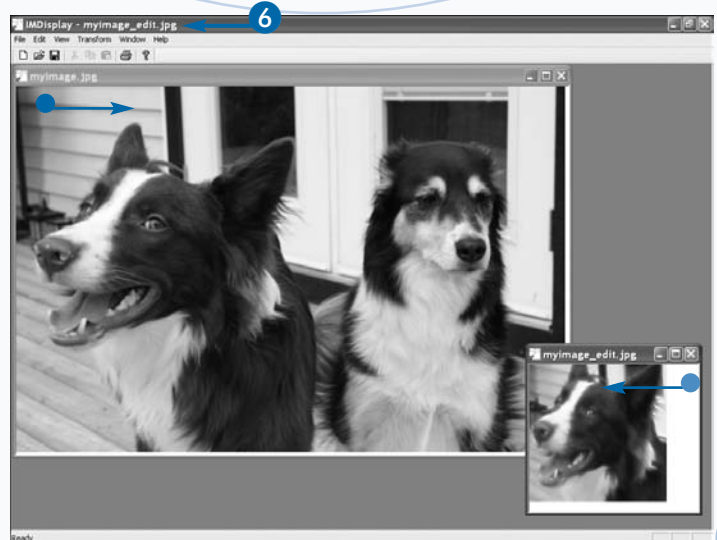 6
IMDisplay - myimage_edit.jpg
File Edit View Transform Window Help
myimage.jpg
myimage_edit.jpg
Ready